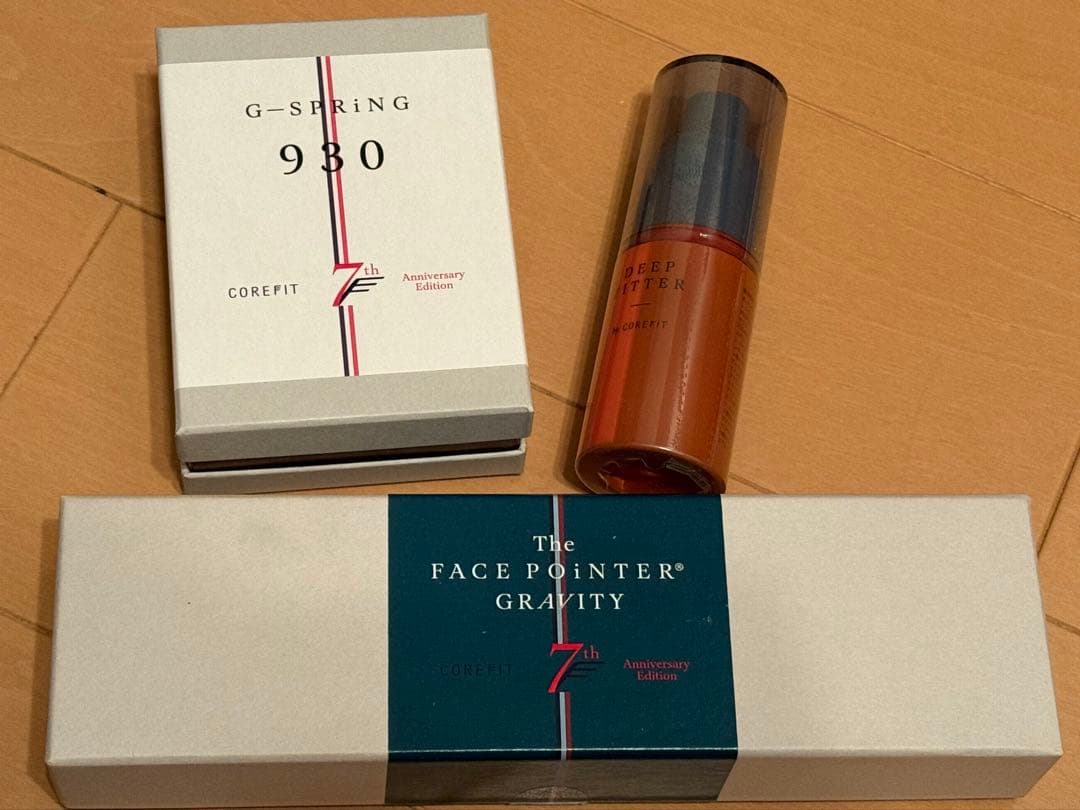 G–SPRiNG
930
COREFIT
7th
Anniversary
Edition
DEEP
COREFIT
The
FACE POiNTER®
GRAVITY
COREFIT
7th
Anniversary
Edition